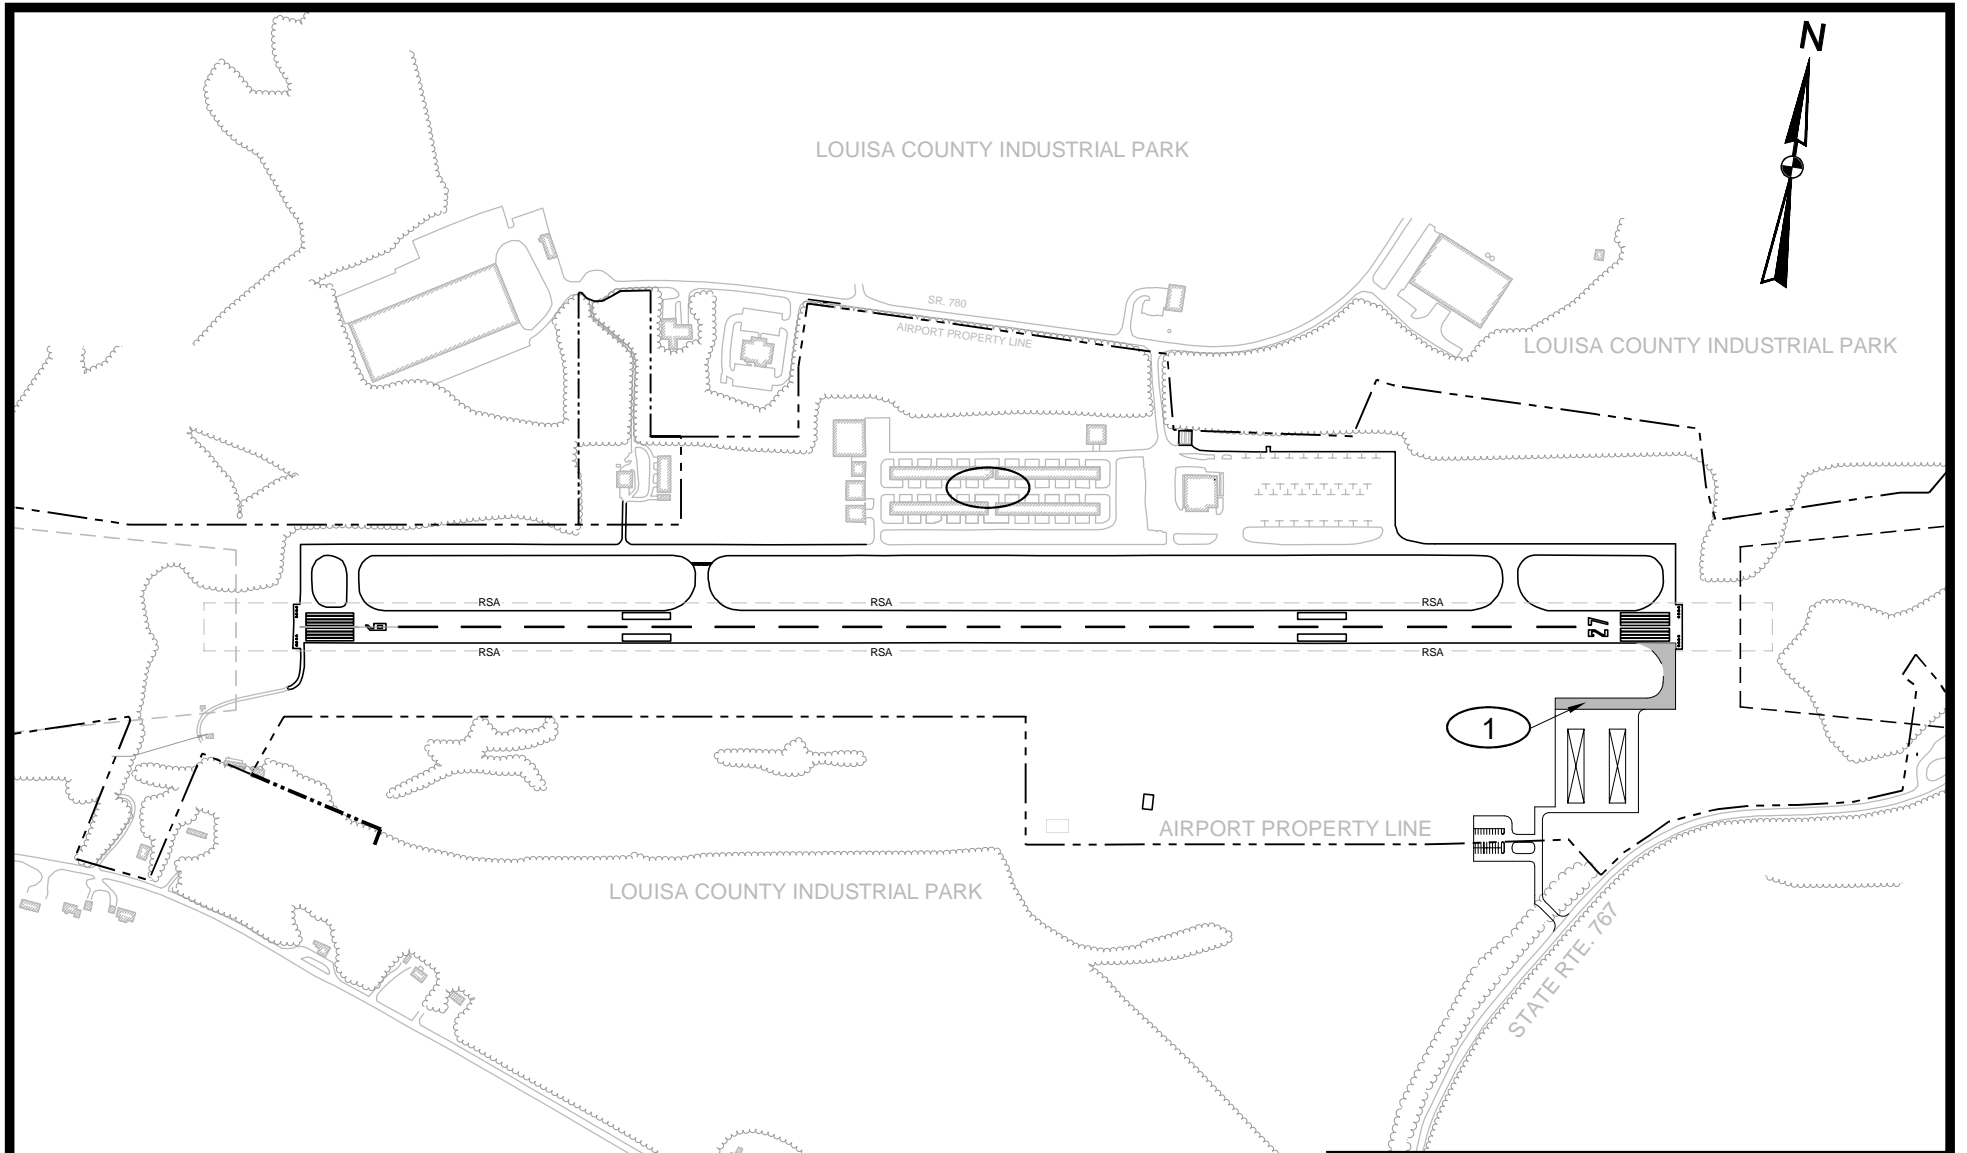 N
LOUISA COUNTY INDUSTRIAL PARK
SR. 780
AIRPORT PROPERTY LINE
LOUISA COUNTY INDUSTRIAL PARK
RSA
RSA
RSA
27
RSA
RSA
RSA
1
AIRPORT PROPERTY LINE
LOUISA COUNTY INDUSTRIAL PARK
STATE RTE. 767